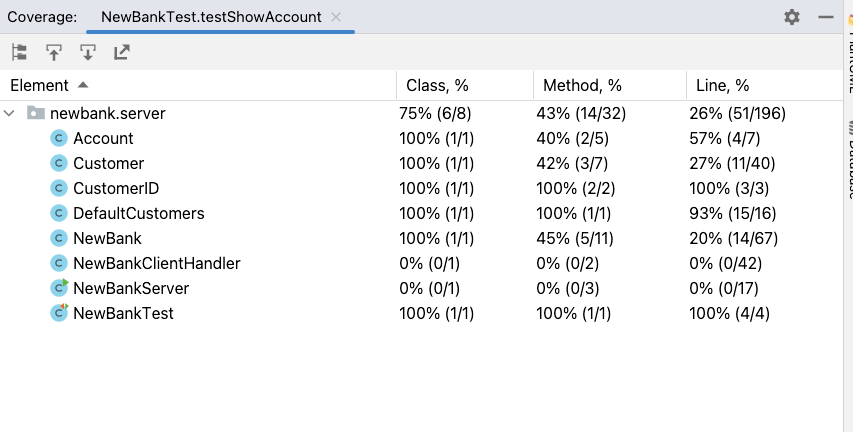 Coverage: NewBankTest.testShowAccount
Element Class, % Method, % Line, %
newbank.server 75% (6/8) 43% (14/32) 26% (51/196)
C Account 100% (1/1) 40% (2/5) 57% (4/7)
C Customer 100% (1/1) 42% (3/7) 27% (11/40)
C CustomerID 100% (1/1) 100% (2/2) 100% (3/3)
C DefaultCustomers 100% (1/1) 100% (1/1) 93% (15/16)
C NewBank 100% (1/1) 45% (5/11) 20% (14/67)
C NewBankClientHandler 0% (0/1) 0% (0/2) 0% (0/42)
C NewBankServer 0% (0/1) 0% (0/3) 0% (0/17)
C NewBankTest 100% (1/1) 100% (1/1) 100% (4/4)
PlantUML
Database